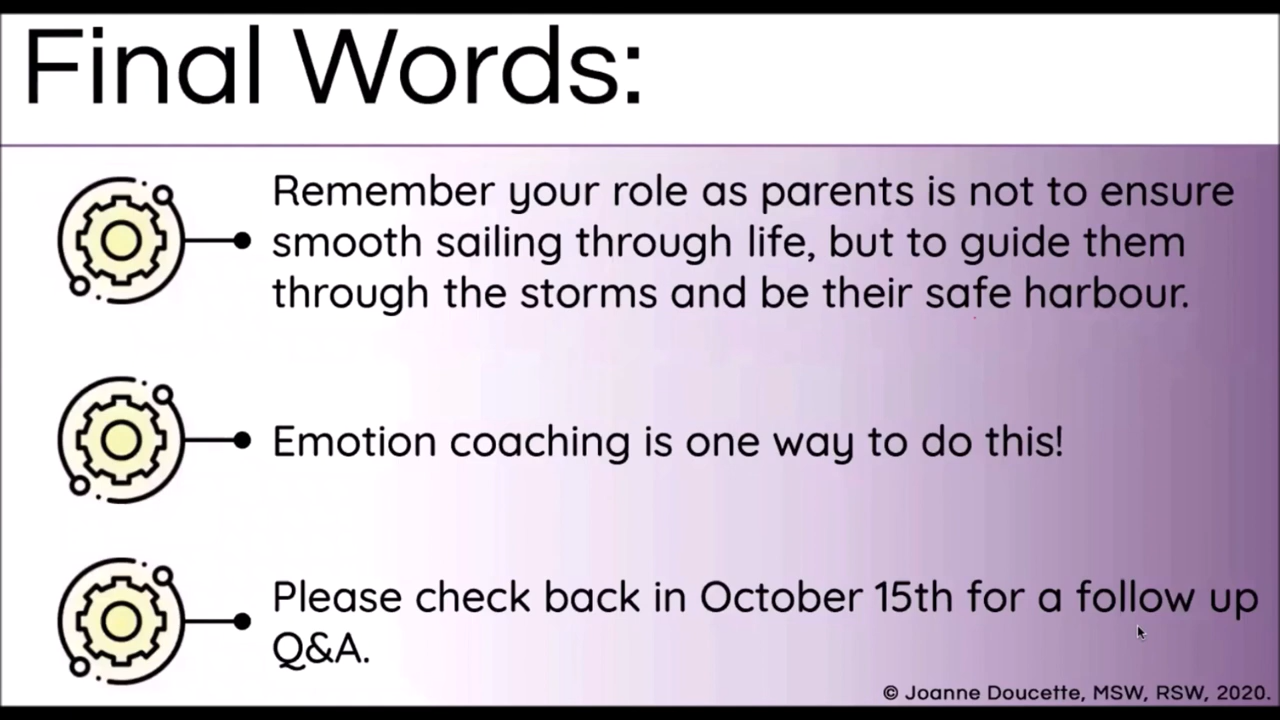 Final Words:
Remember your role as parents is not to ensure
smooth sailing through life, but to guide them
through the storms and be their safe harbour.
Emotion coaching is one way to do this!
Please check back in October 15th for a follow up
Q&A.
© Joanne Doucette, MSW, RSW, 2020.